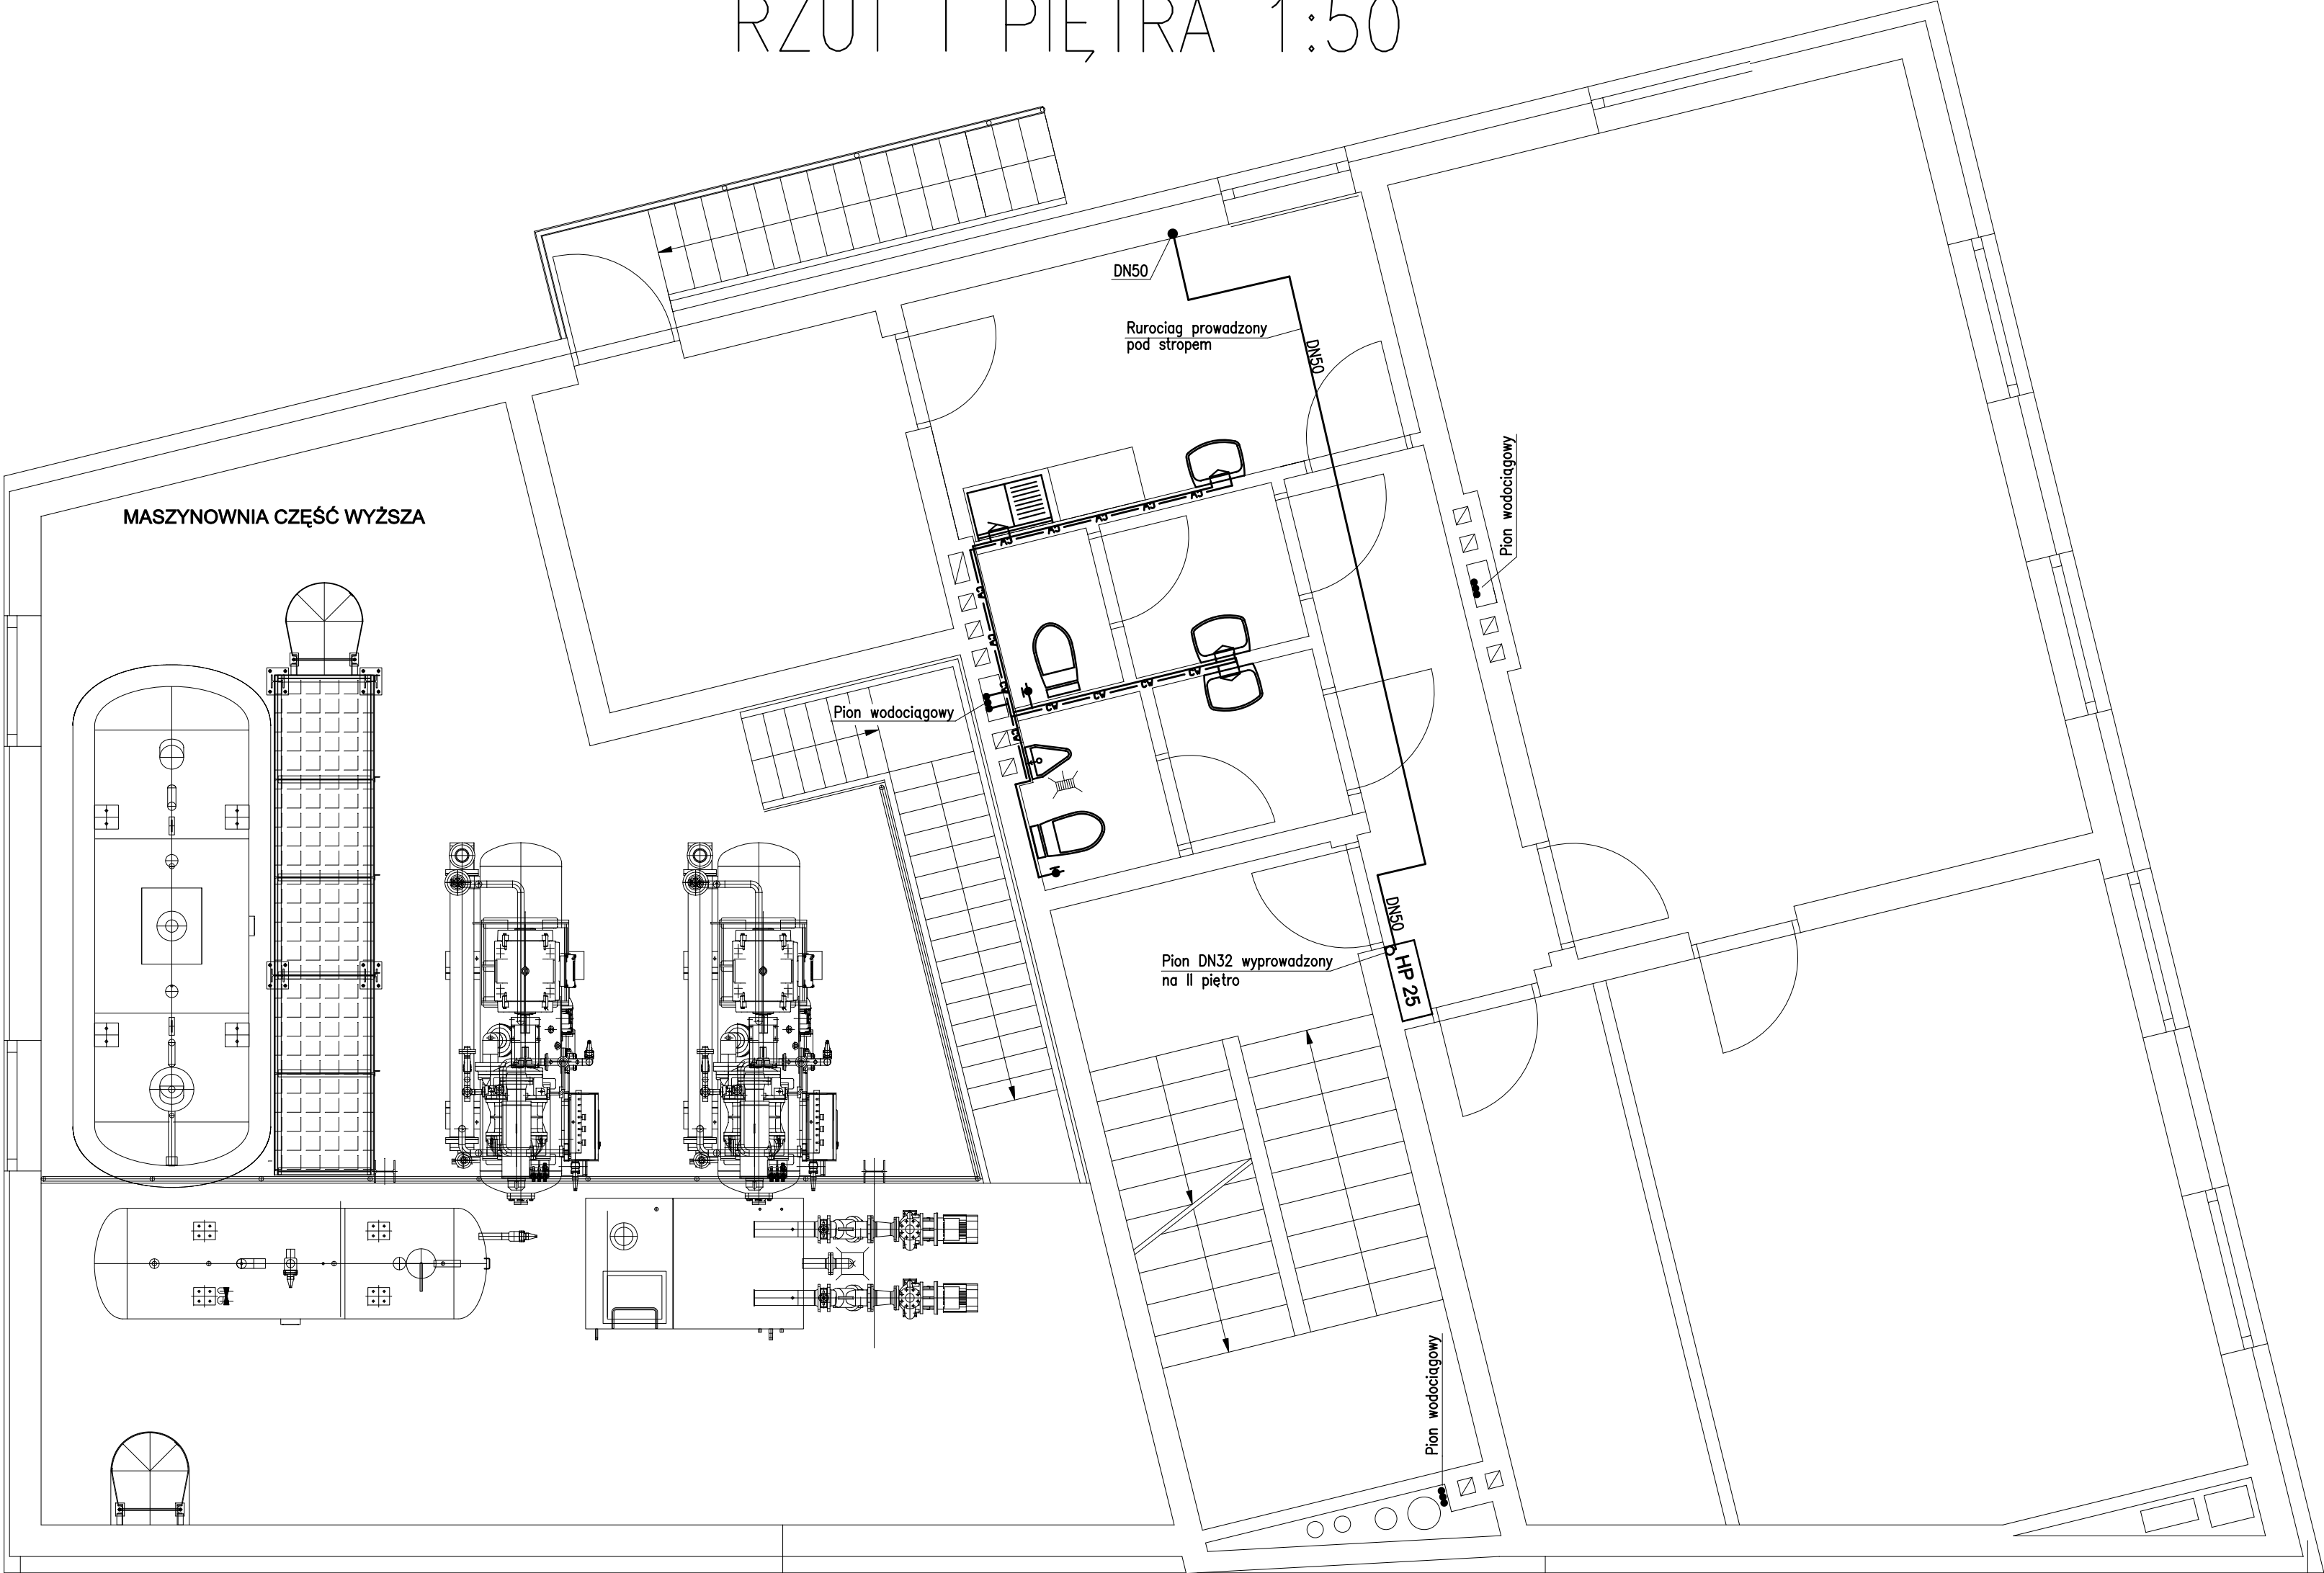 RZUT I PIĘTRA 1:50
DN50
Rurociąg prowadzony
pod stropem
DN50
Pion wodociągowy
MASZYNOWNIA CZĘŚĆ WYŻSZA
Pion wodociągowy
DN50
Pion DN32 wyprowadzony
na II piętro
HP 25
Pion wodociągowy